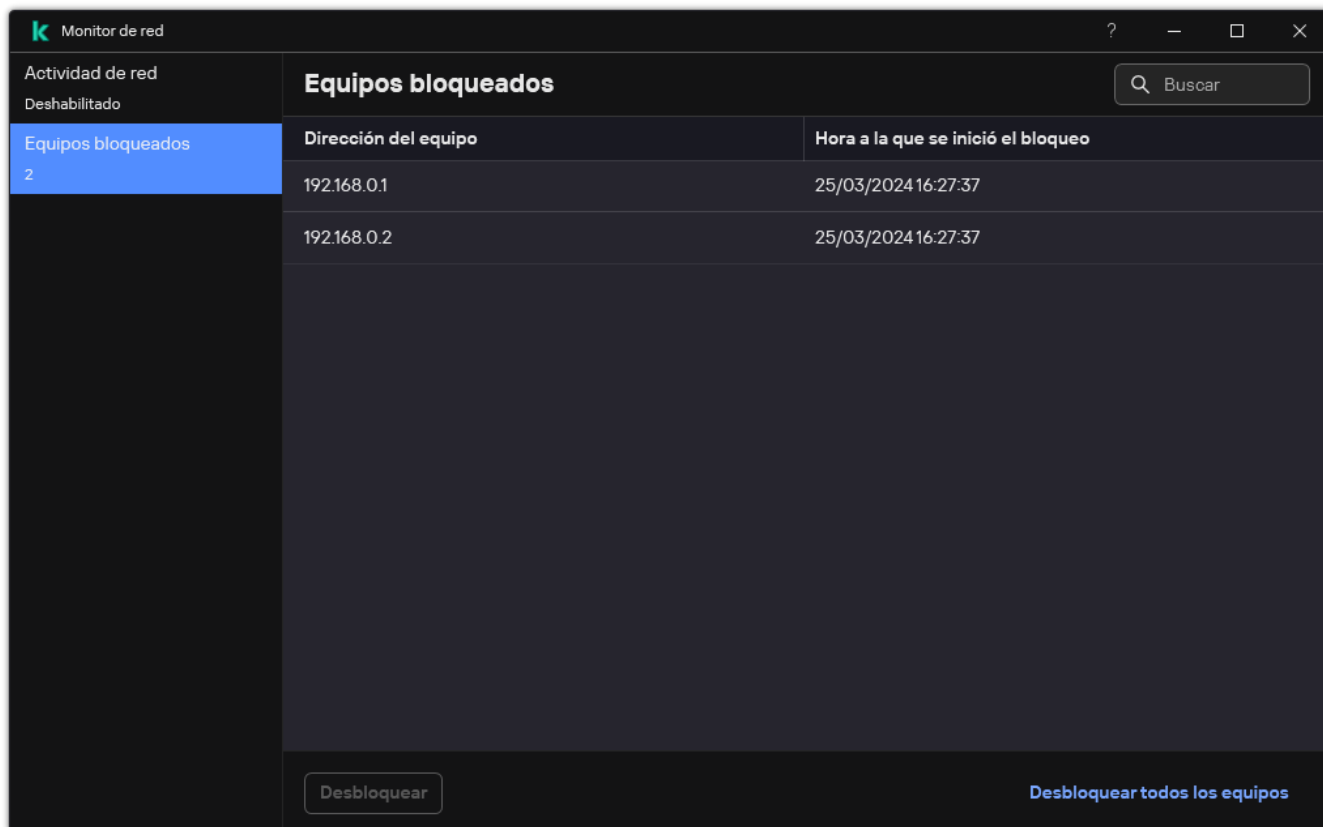 Monitor de red
?
Actividad de red
Deshabilitado
Equipos bloqueados
2
Equipos bloqueados
Buscar
Dirección del equipo Hora a la que se inició el bloqueo
192.168.0.1 25/03/2024 16:27:37
192.168.0.2 25/03/2024 16:27:37
Desbloquear Desbloquear todos los equipos